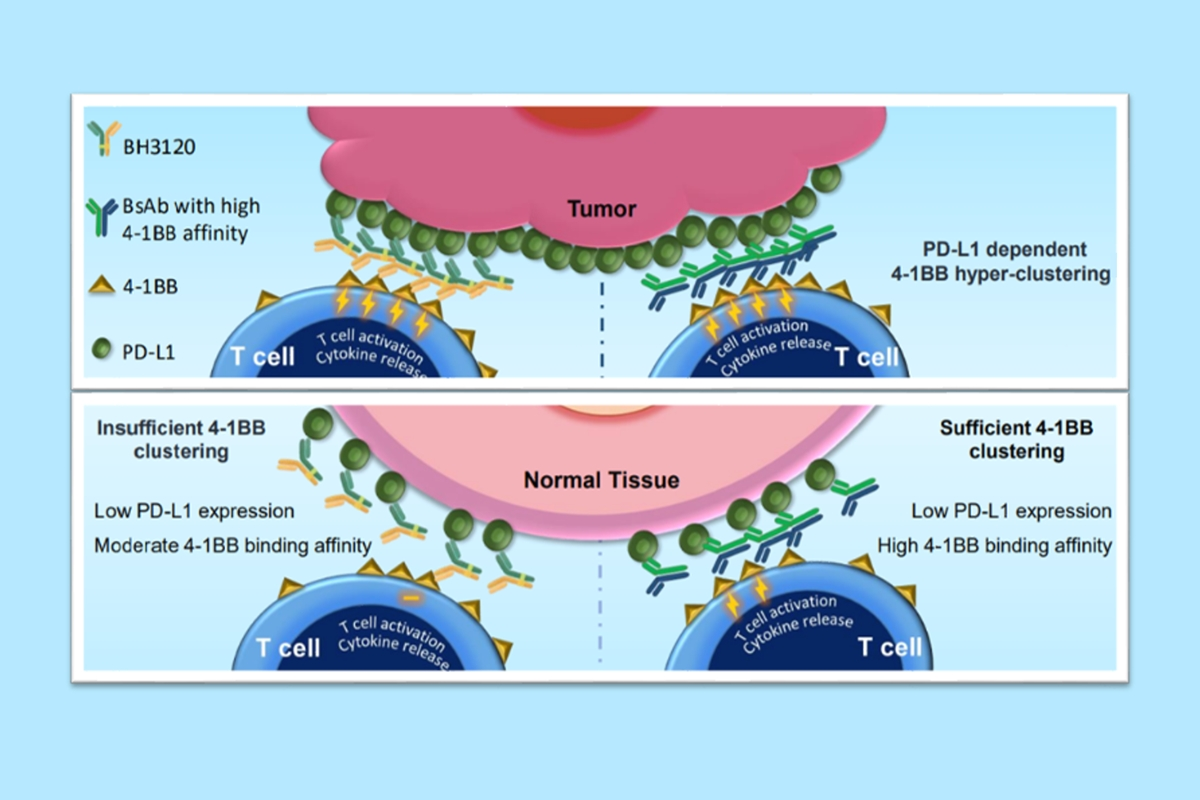 BH3120
BsAb with high
4-1BB affinity
4-1BB
PD-L1
Tumor
PD-L1 dependent
4-1BB hyper-clustering
T cell
T cell activation
Cytokine release
T cell activation
Cytokine release
T cell
Insufficient 4-1BB
clustering
Low PD-L1 expression
Moderate 4-1BB binding affinity
Normal Tissue
Sufficient 4-1BB
clustering
Low PD-L1 expression
High 4-1BB binding affinity
T cell
T cell activation
Cytokine release
T cell activation
Cytokine release
T cell